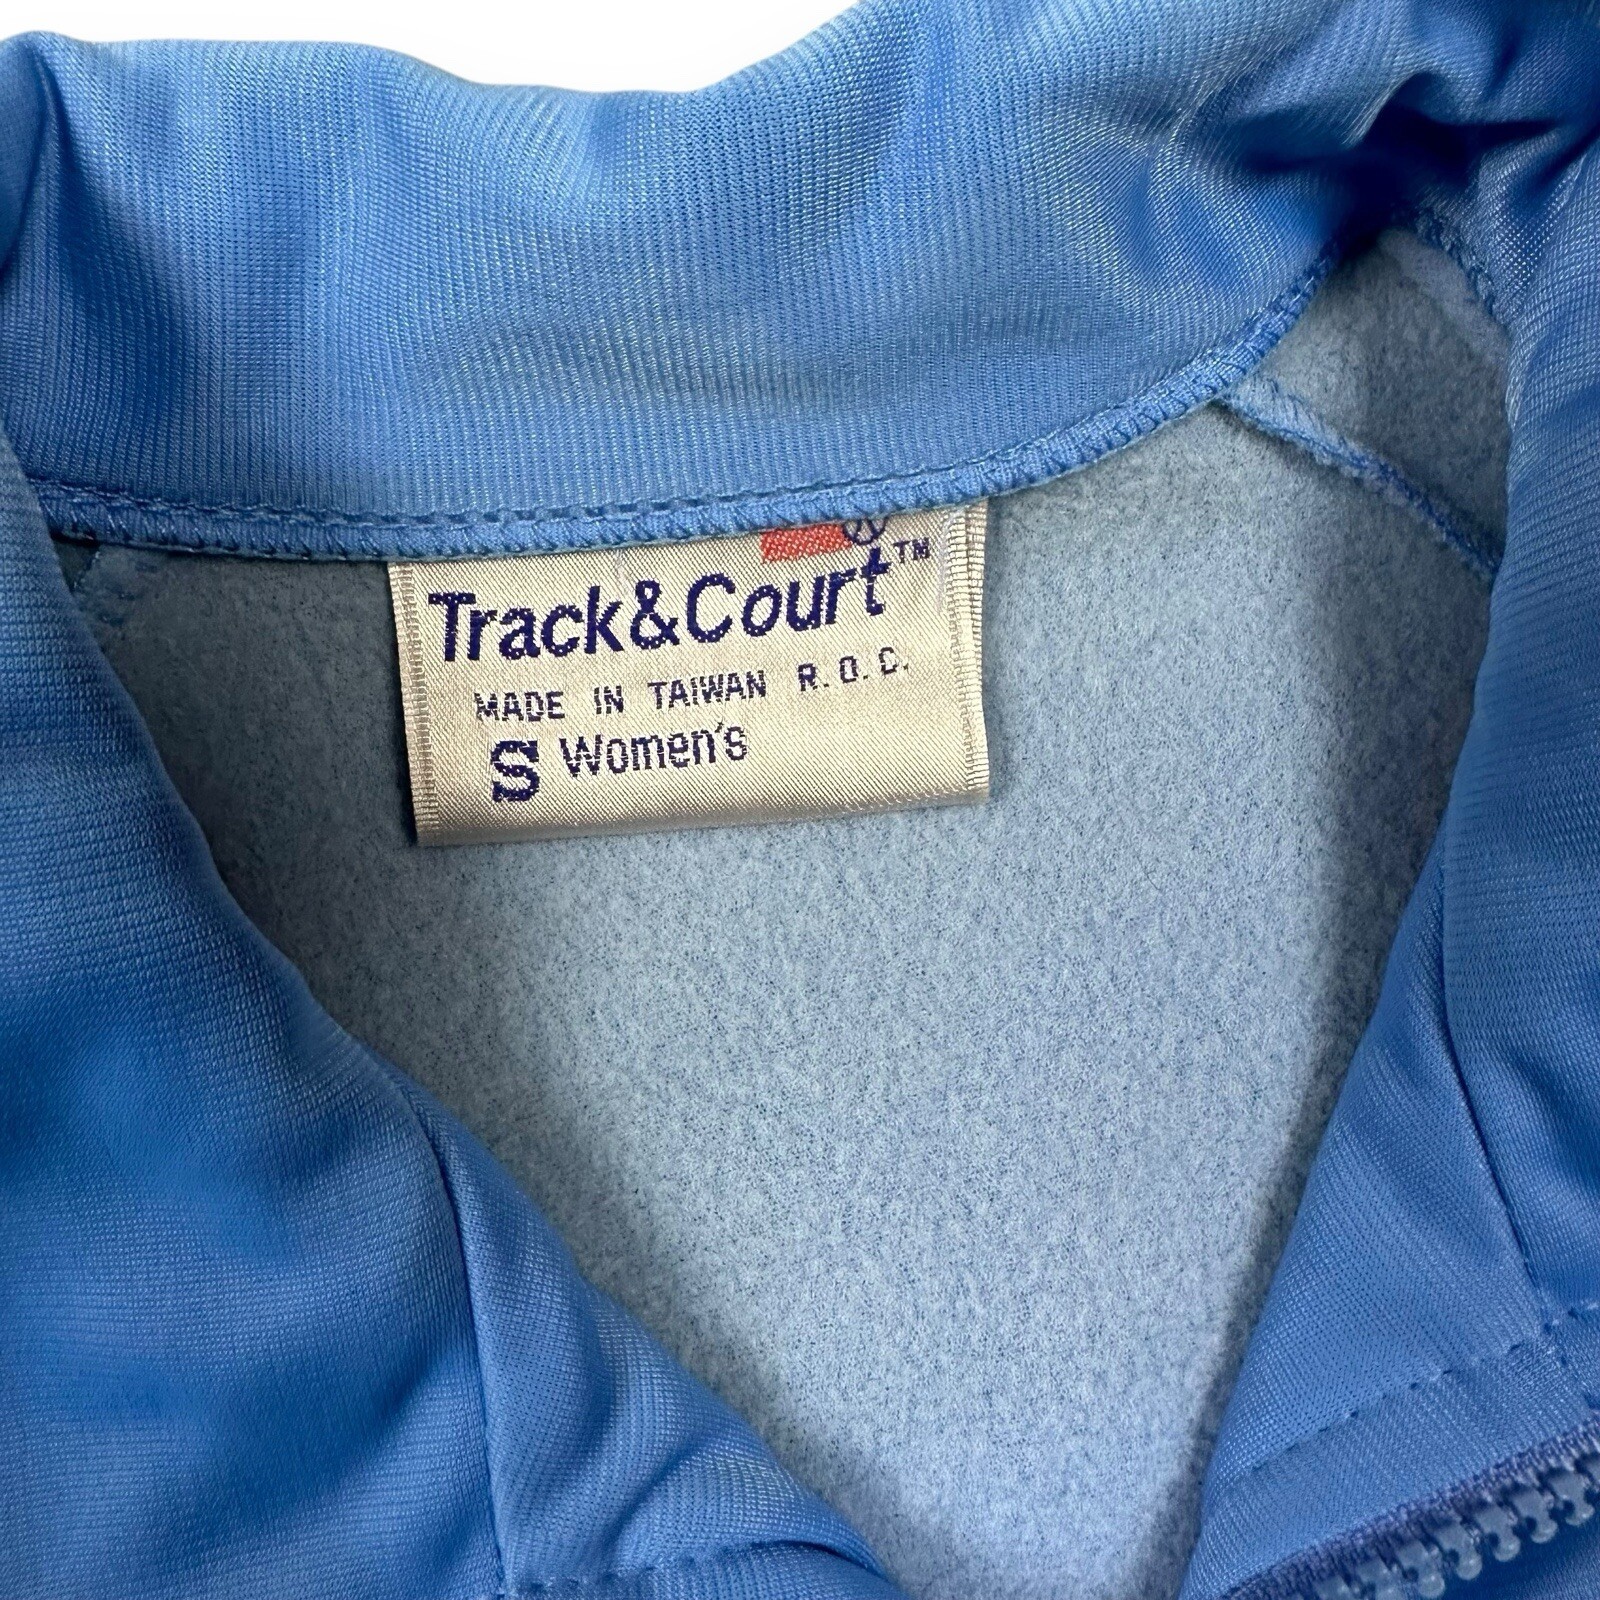 Track&Court™
MADE IN TAIWAN R.O.C.
S Women's